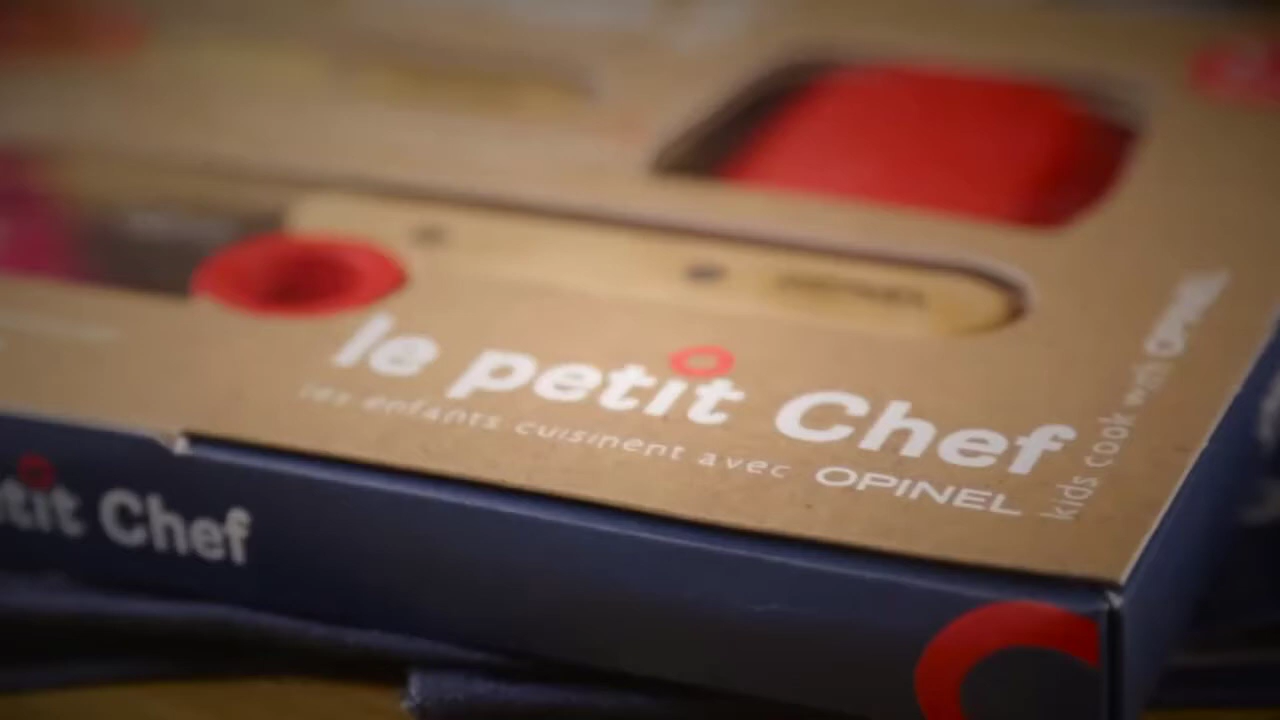 le petit Chef
les enfants cuisinent avec OPINEL
kids cook with OPINEL
tit Chef